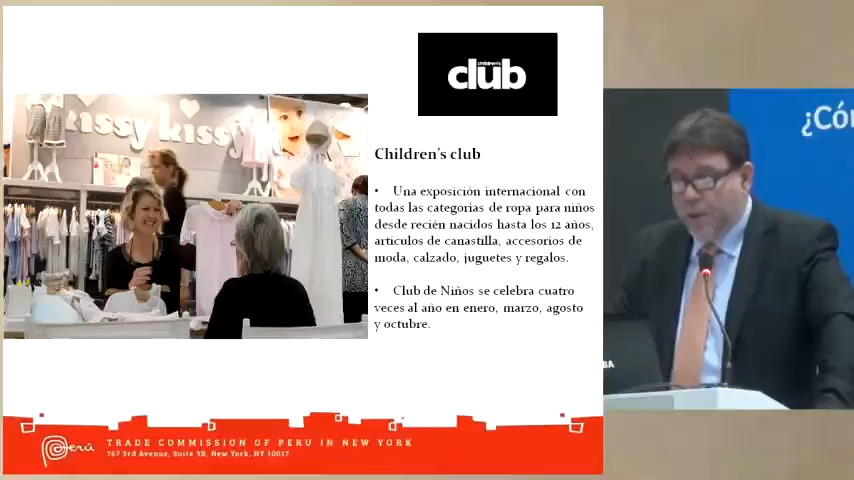 children's
club
kissy kissy
Children's club
• Una exposición internacional con
todas las categorías de ropa para niños
desde recién nacidos hasta los 12 años,
artículos de canastilla, accesorios de
moda, calzado, juguetes y regalos.
• Club de Niños se celebra cuatro
veces al año en enero, marzo, agosto
y octubre.
¿Có
BA
Perú
TRADE COMMISSION OF PERU IN NEW YORK
767 3rd Avenue, Suite 3B, New York, NY 10017